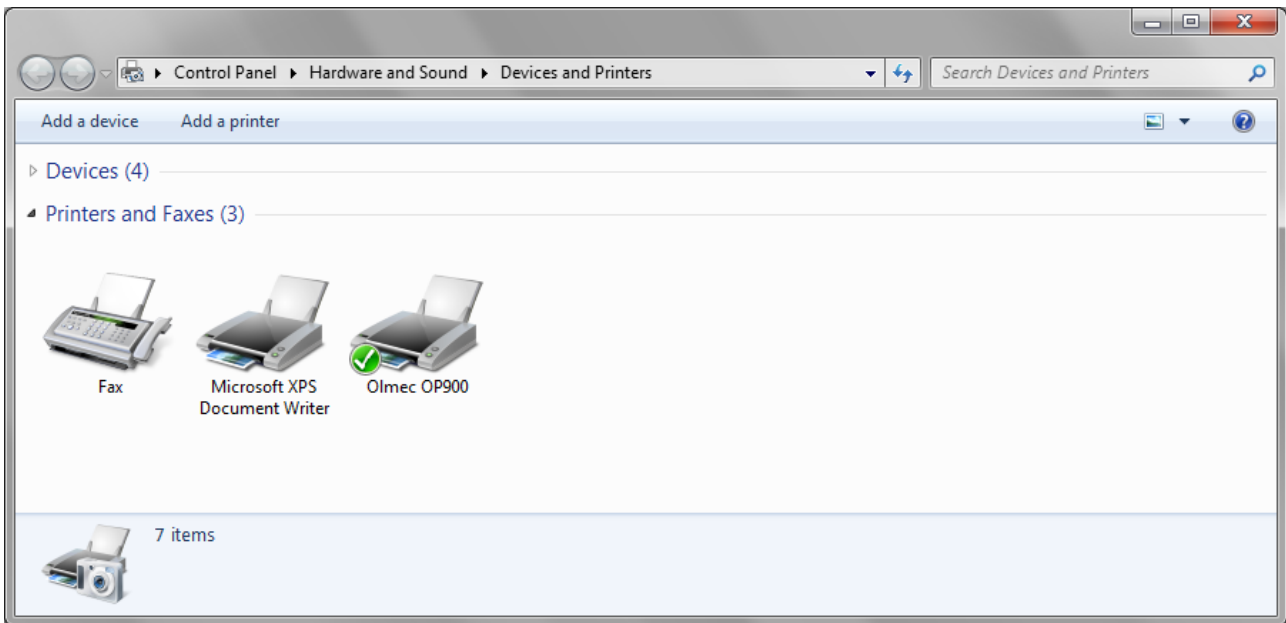 Control Panel Hardware and Sound Devices and Printers Search Devices and Printers
Add a device Add a printer
Devices (4)
Printers and Faxes (3)
Fax
Microsoft XPS
Document Writer
Olmec OP900
7 items